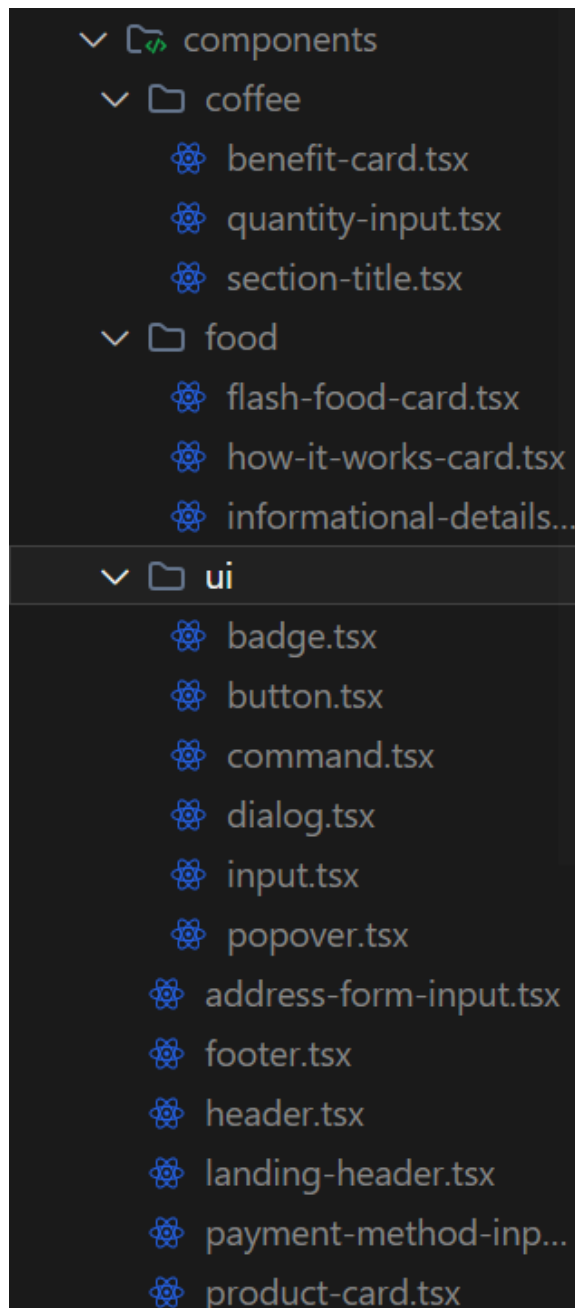 components
coffee
benefit-card.tsx
quantity-input.tsx
section-title.tsx
food
flash-food-card.tsx
how-it-works-card.tsx
informational-details...
ui
badge.tsx
button.tsx
command.tsx
dialog.tsx
input.tsx
popover.tsx
address-form-input.tsx
footer.tsx
header.tsx
landing-header.tsx
payment-method-inp...
product-card.tsx